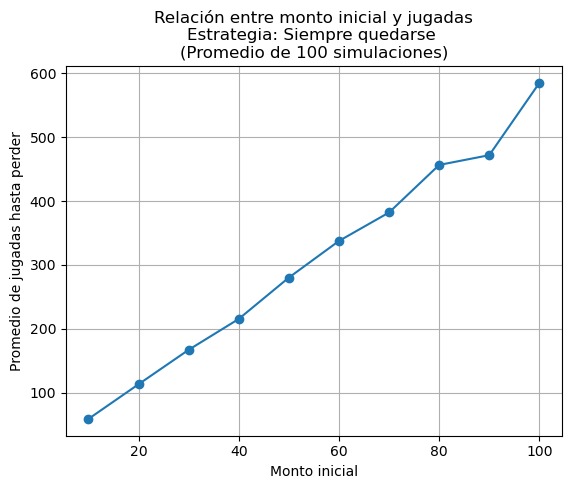 Relación entre monto inicial y jugadas
Estrategia: Siempre quedarse
(Promedio de 100 simulaciones)
Promedio de jugadas hasta perder
600
500
400
300
200
100
20 40 60 80 100
Monto inicial